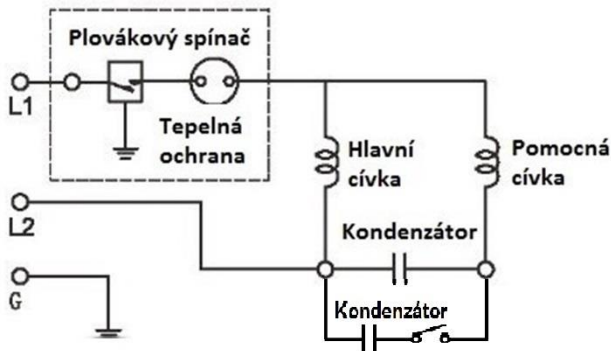 Plovákový spínač
L1
Tepelná
ochrana
Hlavní
cívka
Pomocná
cívka
L2
Kondenzátor
G
Kondenzátor